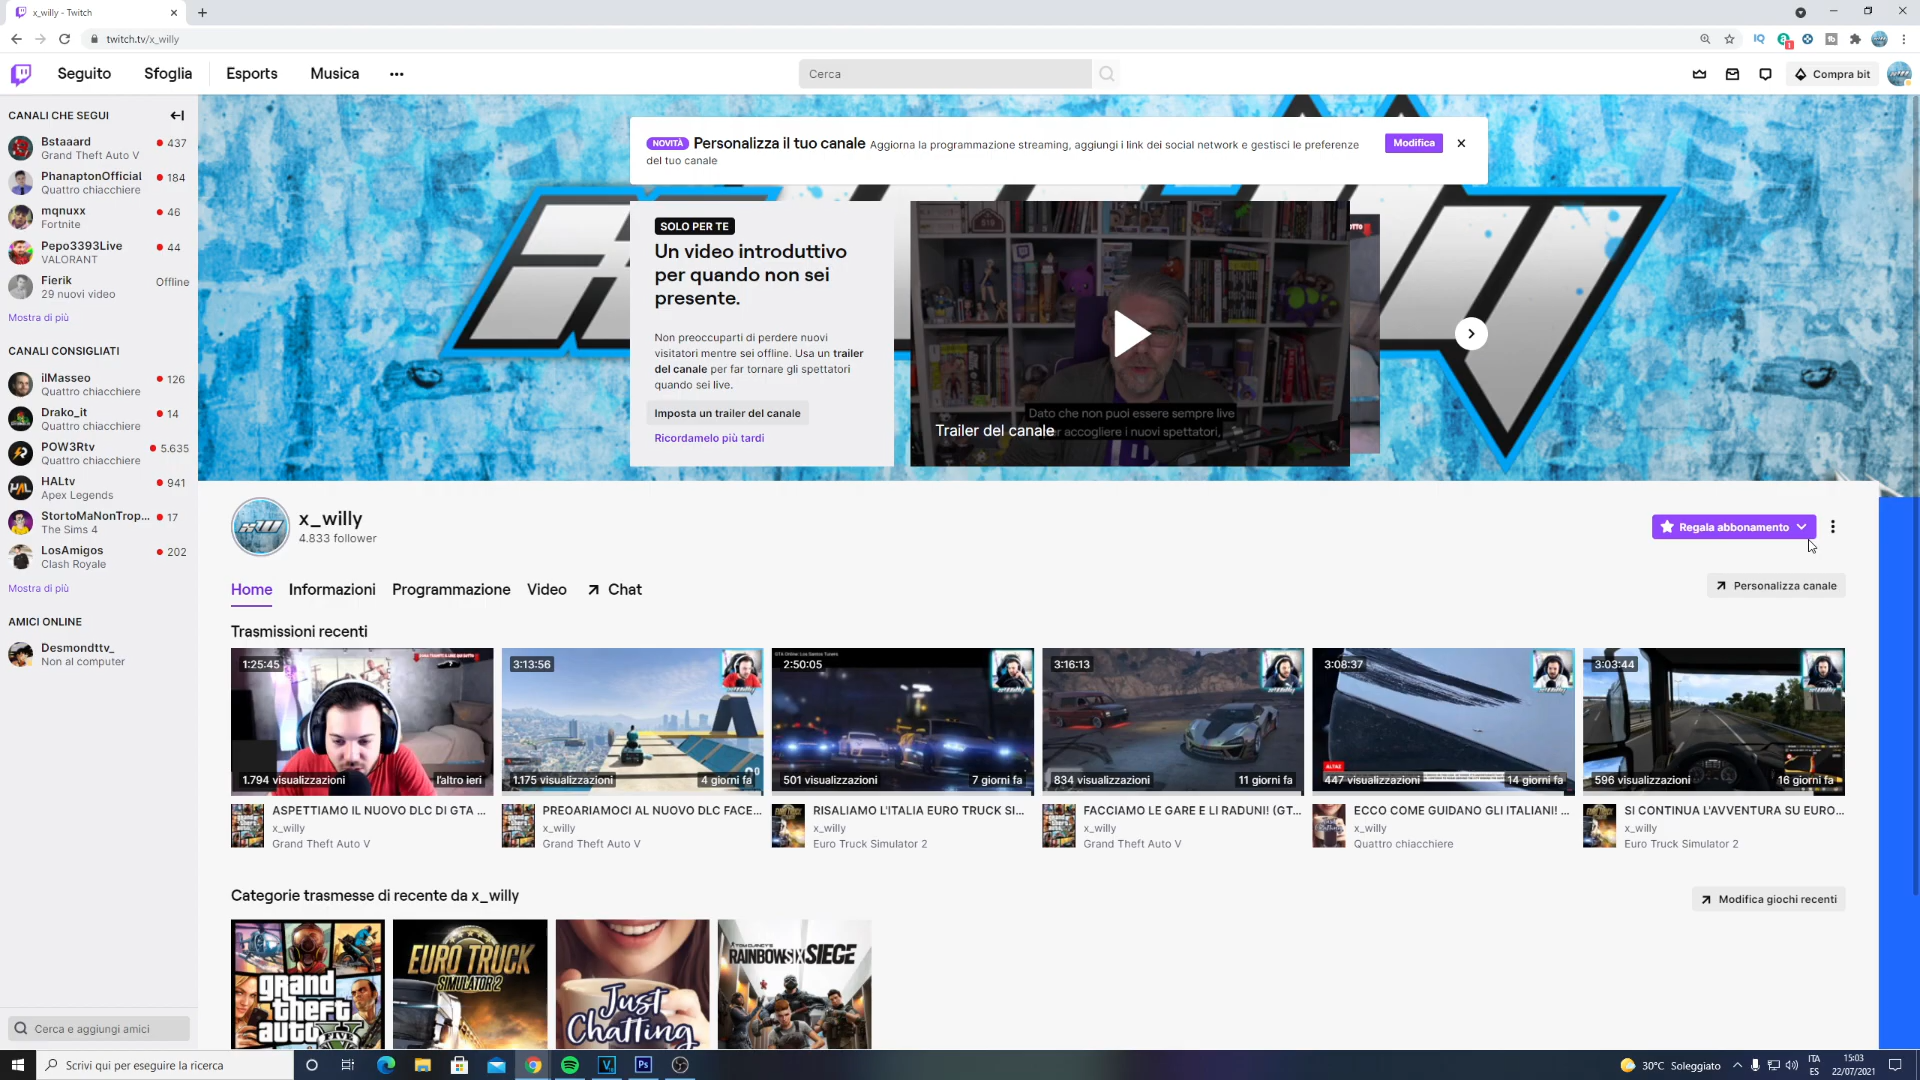 x_willy - Twitch
twitch.tv/x_willy
Seguito
Sfoglia
Esports
Musica
Cerca
Compra bit
CANALI CHE SEGUI
Bstaaard
437
Grand Theft Auto V
PhanaptonOfficial
184
Quattro chiacchiere
mqnuxx
46
Fortnite
Pepo3393Live
44
VALORANT
Fierik
Offline
29 nuovi video
Mostra di più
CANALI CONSIGLIATI
ilMasseo
126
Quattro chiacchiere
Drako_it
14
Quattro chiacchiere
POW3Rtv
5.635
Quattro chiacchiere
HALtv
941
Apex Legends
StortoMaNonTrop...
17
The Sims 4
LosAmigos
202
Clash Royale
Mostra di più
AMICI ONLINE
Desmondttv_
Non al computer
Cerca e aggiungi amici
NOVITÀ Personalizza il tuo canale Aggiorna la programmazione streaming, aggiungi i link dei social network e gestisci le preferenze
del tuo canale
Modifica
SOLO PER TE
Un video introduttivo
per quando non sei
presente.
Non preoccuparti di perdere nuovi
visitatori mentre sei offline. Usa un trailer
del canale per far tornare gli spettatori
quando sei live.
Imposta un trailer del canale
Ricordamelo più tardi
Dato che non puoi essere sempre live
Trailer del canale
accogliere i nuovi spettatori,
x_willy
4.833 follower
Regala abbonamento
Home
Informazioni
Programmazione
Video
Chat
Personalizza canale
Trasmissioni recenti
1:25:45
1.794 visualizzazioni
l'altro ieri
ASPETTIAMO IL NUOVO DLC DI GTA ...
x_willy
Grand Theft Auto V
3:13:56
1.175 visualizzazioni
4 giorni fa
PREOARIAMOCI AL NUOVO DLC FACE...
x_willy
Grand Theft Auto V
GTA Online: Los Santos Tuners
2:50:05
501 visualizzazioni
7 giorni fa
RISALIAMO L'ITALIA EURO TRUCK SI...
x_willy
Euro Truck Simulator 2
3:16:13
834 visualizzazioni
11 giorni fa
FACCIAMO LE GARE E LI RADUNI! (GT...
x_willy
Grand Theft Auto V
3:08:37
447 visualizzazioni
14 giorni fa
ECCO COME GUIDANO GLI ITALIANI! ...
x_willy
Quattro chiacchiere
3:03:44
596 visualizzazioni
16 giorni fa
SI CONTINUA L'AVVENTURA SU EURO...
x_willy
Euro Truck Simulator 2
Categorie trasmesse di recente da x_willy
Modifica giochi recenti
grand
theft
auto
FIVE
EURO TRUCK
SIMULATOR 2
Just
Chatting
TOM CLANCY'S
RAINBOW SIX SIEGE
Scrivi qui per eseguire la ricerca
30°C Soleggiato
ITA
ES
15:03
22/07/2021